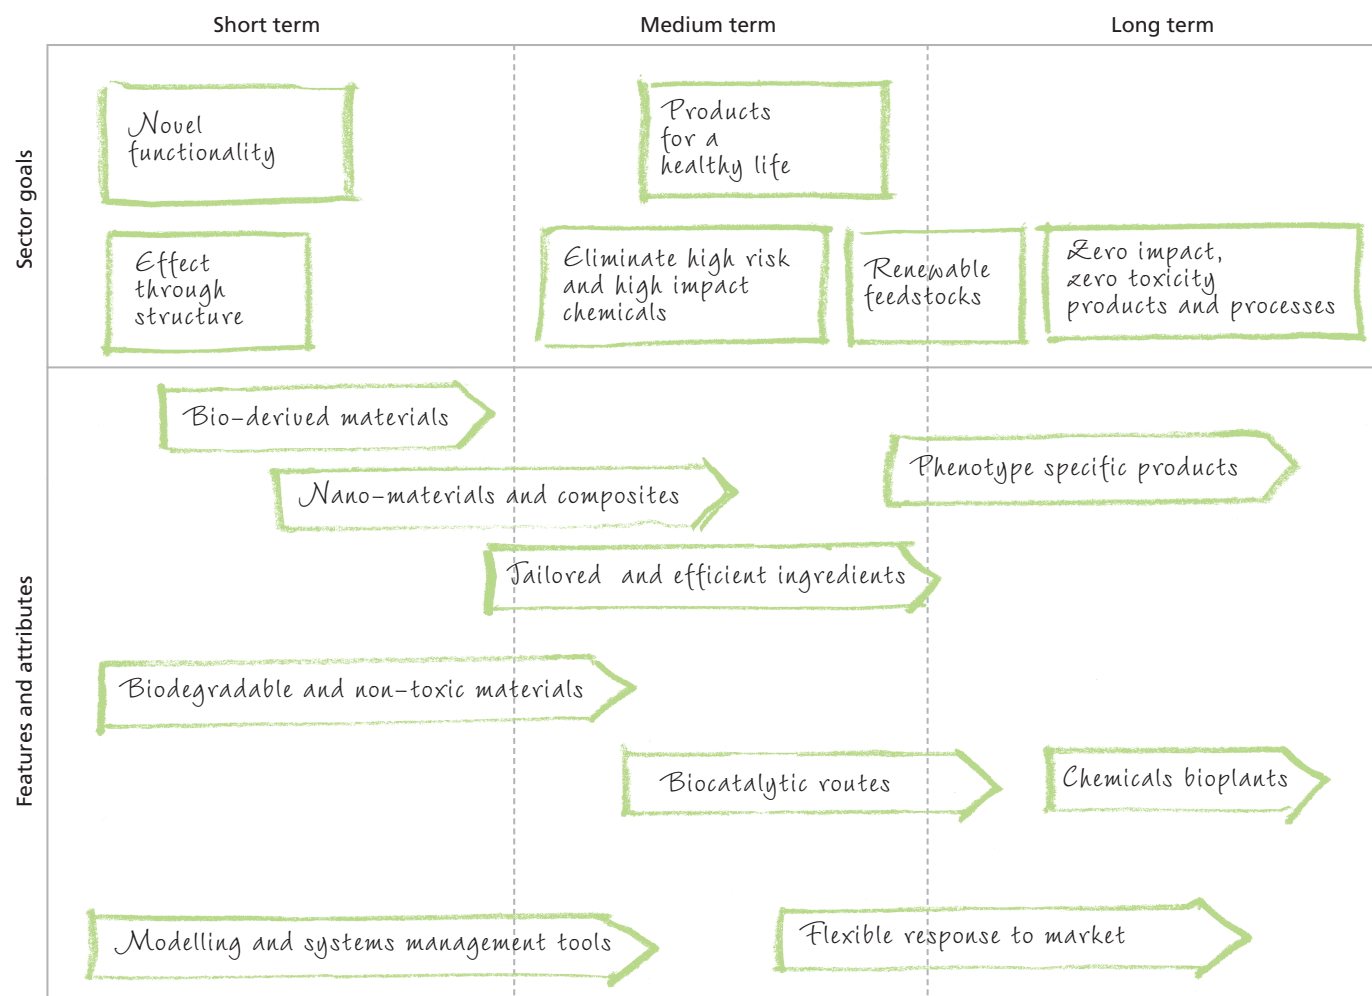 Short term
Medium term
Long term
Sector goals
Novel
functionality
Products
for a
healthy life
Effect
through
structure
Eliminate high risk
and high impact
chemicals
Renewable
feedstocks
Zero impact,
zero toxicity
products and processes
Features and attributes
Bio-derived materials
Phenotype specific products
Nano-materials and composites
Tailored and efficient ingredients
Biodegradable and non-toxic materials
Biocatalytic routes
Chemicals bioplants
Modelling and systems management tools
Flexible response to market